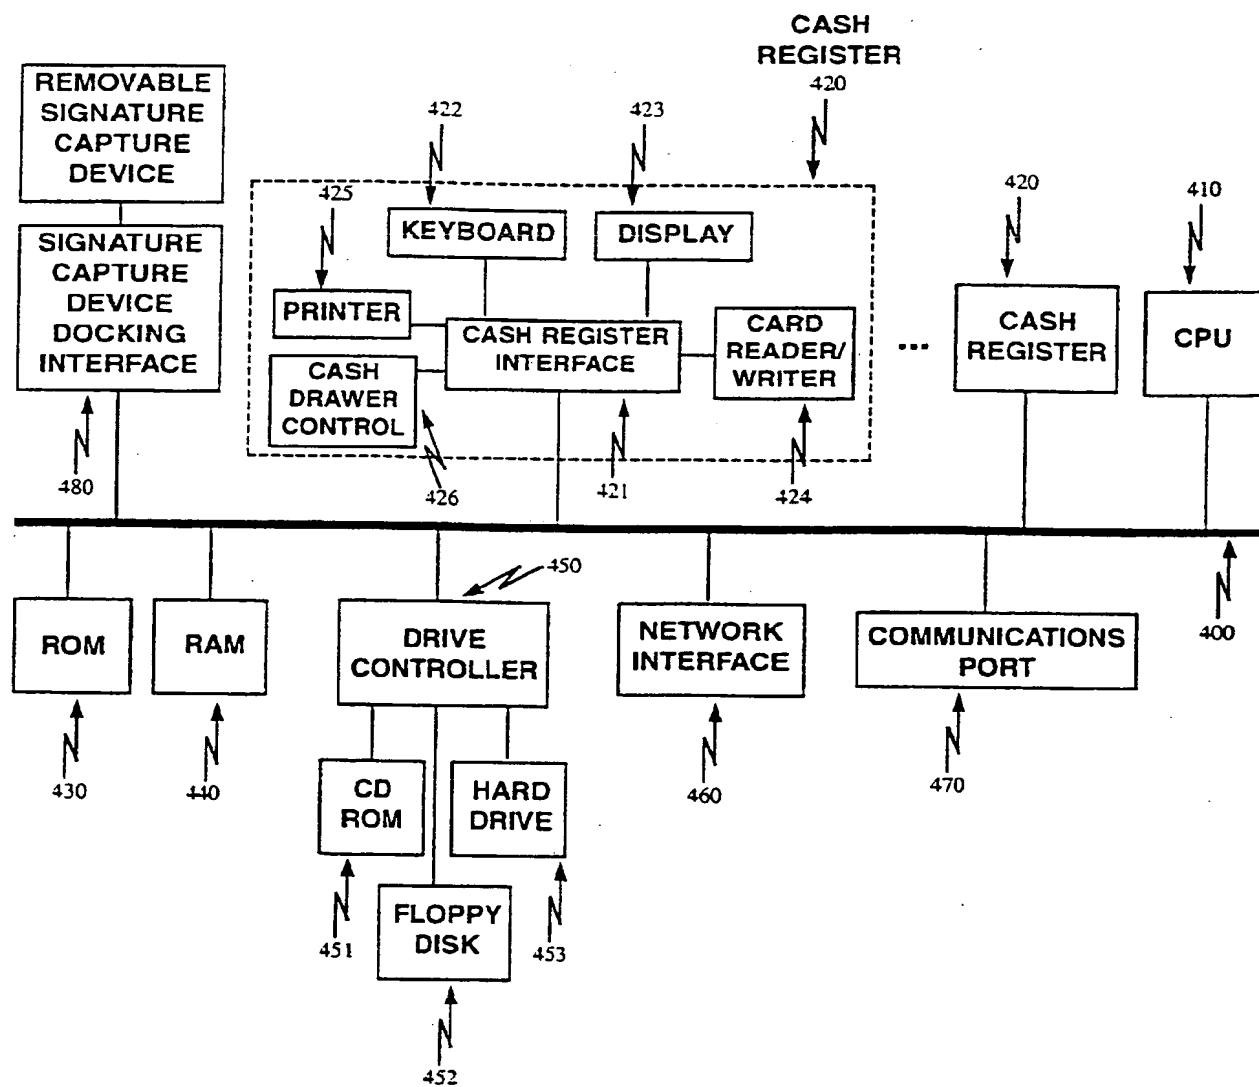 CASH
REGISTER
420
REMOVABLE
SIGNATURE
CAPTURE
DEVICE
422
423
425
420
410
SIGNATURE
CAPTURE
DEVICE
DOCKING
INTERFACE
KEYBOARD
DISPLAY
PRINTER
CASH REGISTER
INTERFACE
CARD
READER/
WRITER
CASH
DRAWER
CONTROL
...
CASH
REGISTER
CPU
480
426
421
424
450
400
ROM
RAM
DRIVE
CONTROLLER
NETWORK
INTERFACE
COMMUNICATIONS
PORT
430
440
460
470
CD
ROM
HARD
DRIVE
451
453
FLOPPY
DISK
452